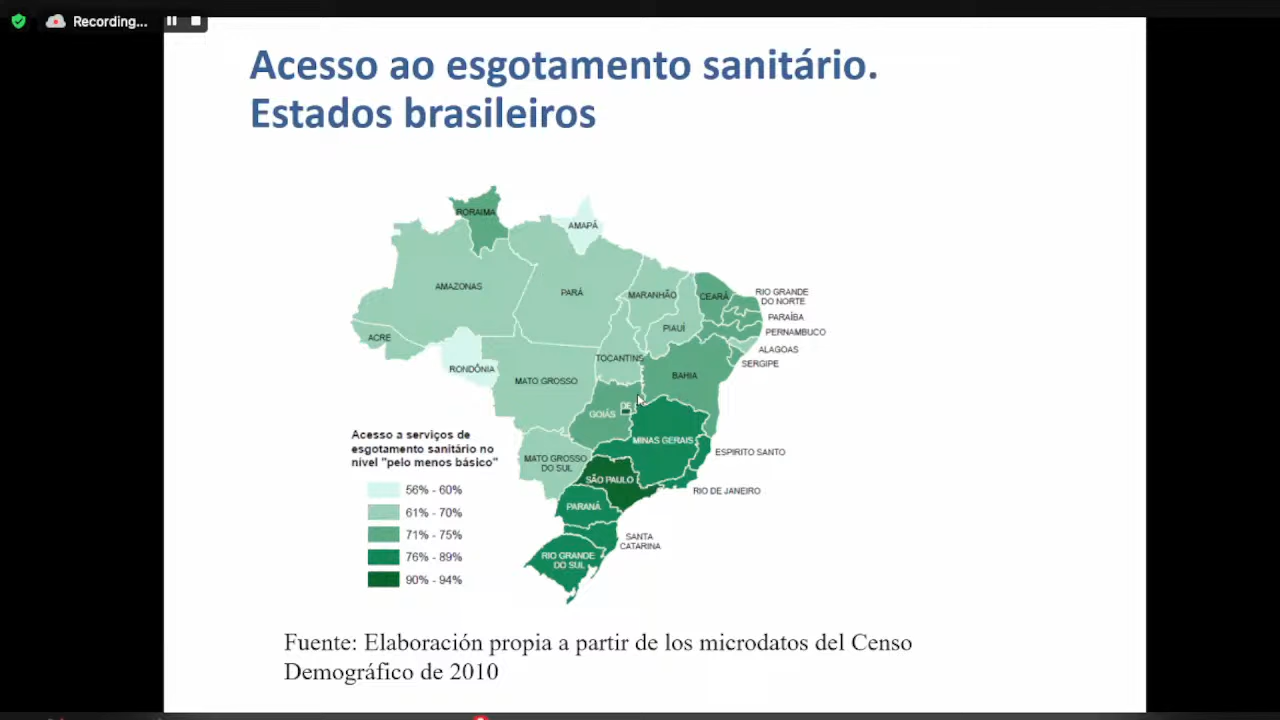 Recording...
Acesso ao esgotamento sanitário.
Estados brasileiros
RORAIMA
AMAPÁ
AMAZONAS
PARÁ
MARANHÃO
CEARÁ
RIO GRANDE
DO NORTE
PARAÍBA
PIAUÍ
PERNAMBUCO
ACRE
ALAGOAS
TOCANTINS
SERGIPE
RONDÔNIA
MATO GROSSO
BAHIA
GOIÁS
DF
MINAS GERAIS
ESPIRITO SANTO
MATO GROSSO
DO SUL
SÃO PAULO
RIO DE JANEIRO
PARANÁ
SANTA
CATARINA
RIO GRANDE
DO SUL
Acesso a serviços de
esgotamento sanitário no
nível "pelo menos básico"
56% - 60%
61% - 70%
71% - 75%
76% - 89%
90% - 94%
Fuente: Elaboración propia a partir de los microdatos del Censo
Demográfico de 2010